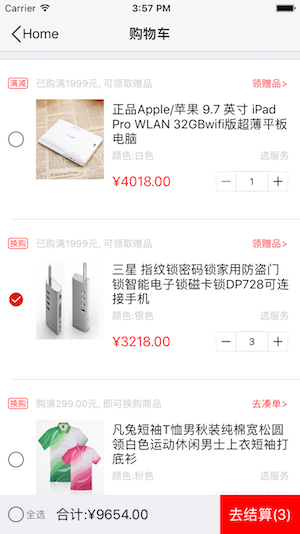 Carrier 3:57 PM
Home 购物车
满减 已购满1999元, 可领取赠品 领赠品>
正品Apple/苹果 9.7 英寸 iPad
Pro WLAN 32GBwifi版超薄平板
电脑
颜色:白色 选服务
¥4018.00 1
换购 已购满1999元, 可领取赠品 领赠品>
三星 指纹锁密码锁家用防盗门
锁智能电子锁磁卡锁DP728可连
接手机
颜色:银色 选服务
¥3218.00 3
换购 购满299.00元, 即可换购商品 去凑单>
凡兔短袖T恤男秋装纯棉宽松圆
领白色运动休闲男士上衣短袖打
底衫
颜色:粉色 选服务
全选 合计:¥9654.00 去结算(3)